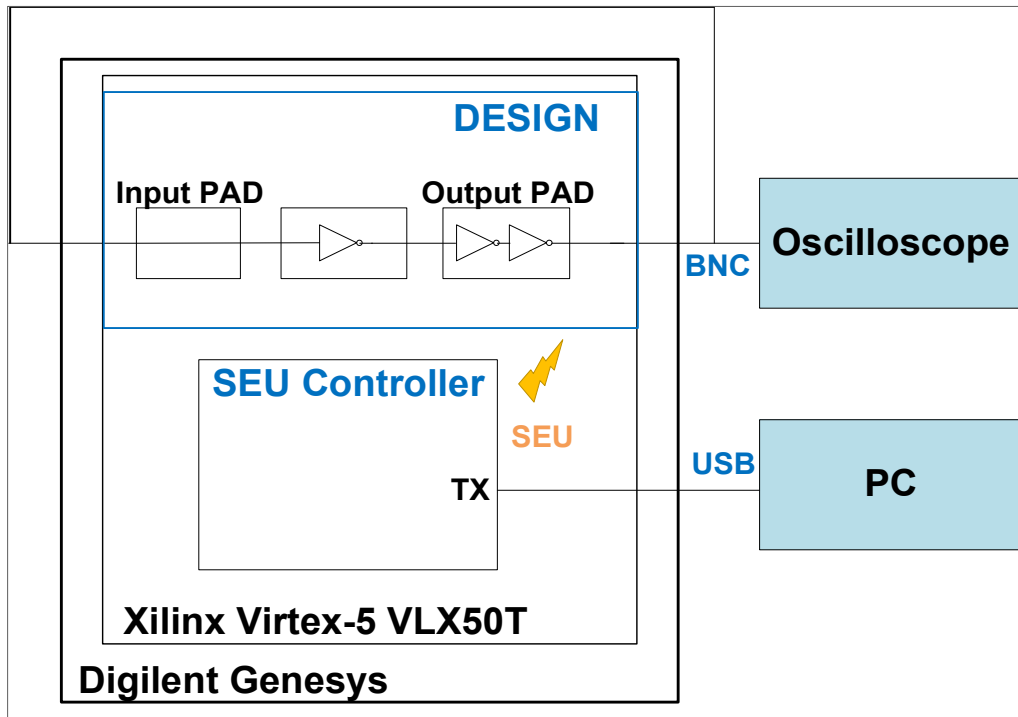 DESIGN
Input PAD
Output PAD
Oscilloscope
BNC
SEU Controller
SEU
USB
TX
PC
Xilinx Virtex-5 VLX50T
Digilent Genesys